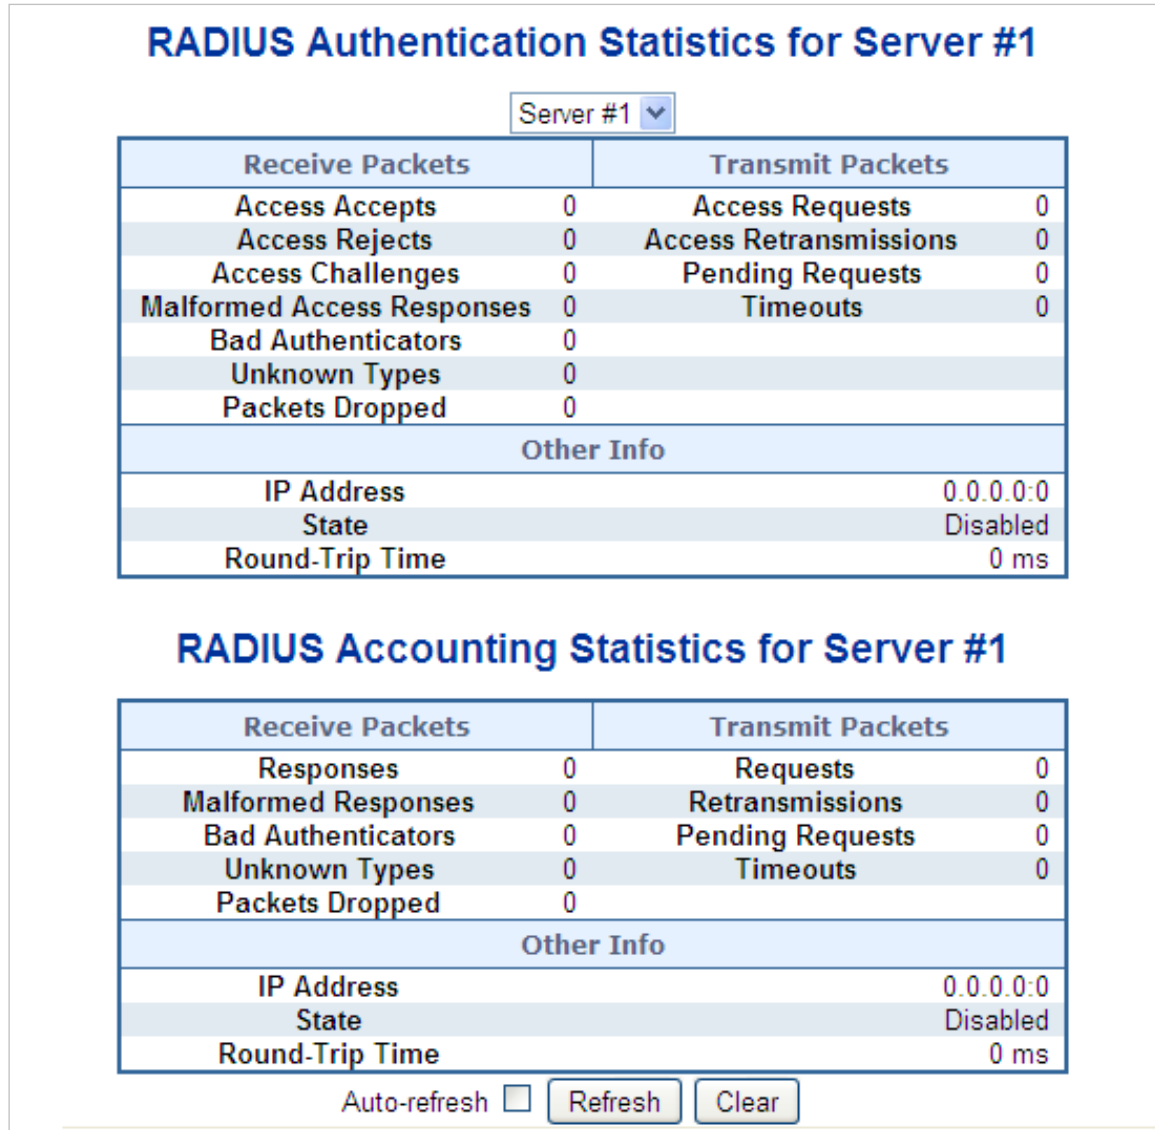 RADIUS Authentication Statistics for Server #1
Server #1
Receive Packets Transmit Packets
Access Accepts 0 Access Requests 0
Access Rejects 0 Access Retransmissions 0
Access Challenges 0 Pending Requests 0
Malformed Access Responses 0 Timeouts 0
Bad Authenticators 0
Unknown Types 0
Packets Dropped 0
Other Info
IP Address 0.0.0.0:0
State Disabled
Round-Trip Time 0 ms
RADIUS Accounting Statistics for Server #1
Receive Packets Transmit Packets
Responses 0 Requests 0
Malformed Responses 0 Retransmissions 0
Bad Authenticators 0 Pending Requests 0
Unknown Types 0 Timeouts 0
Packets Dropped 0
Other Info
IP Address 0.0.0.0:0
State Disabled
Round-Trip Time 0 ms
Auto-refresh Refresh Clear